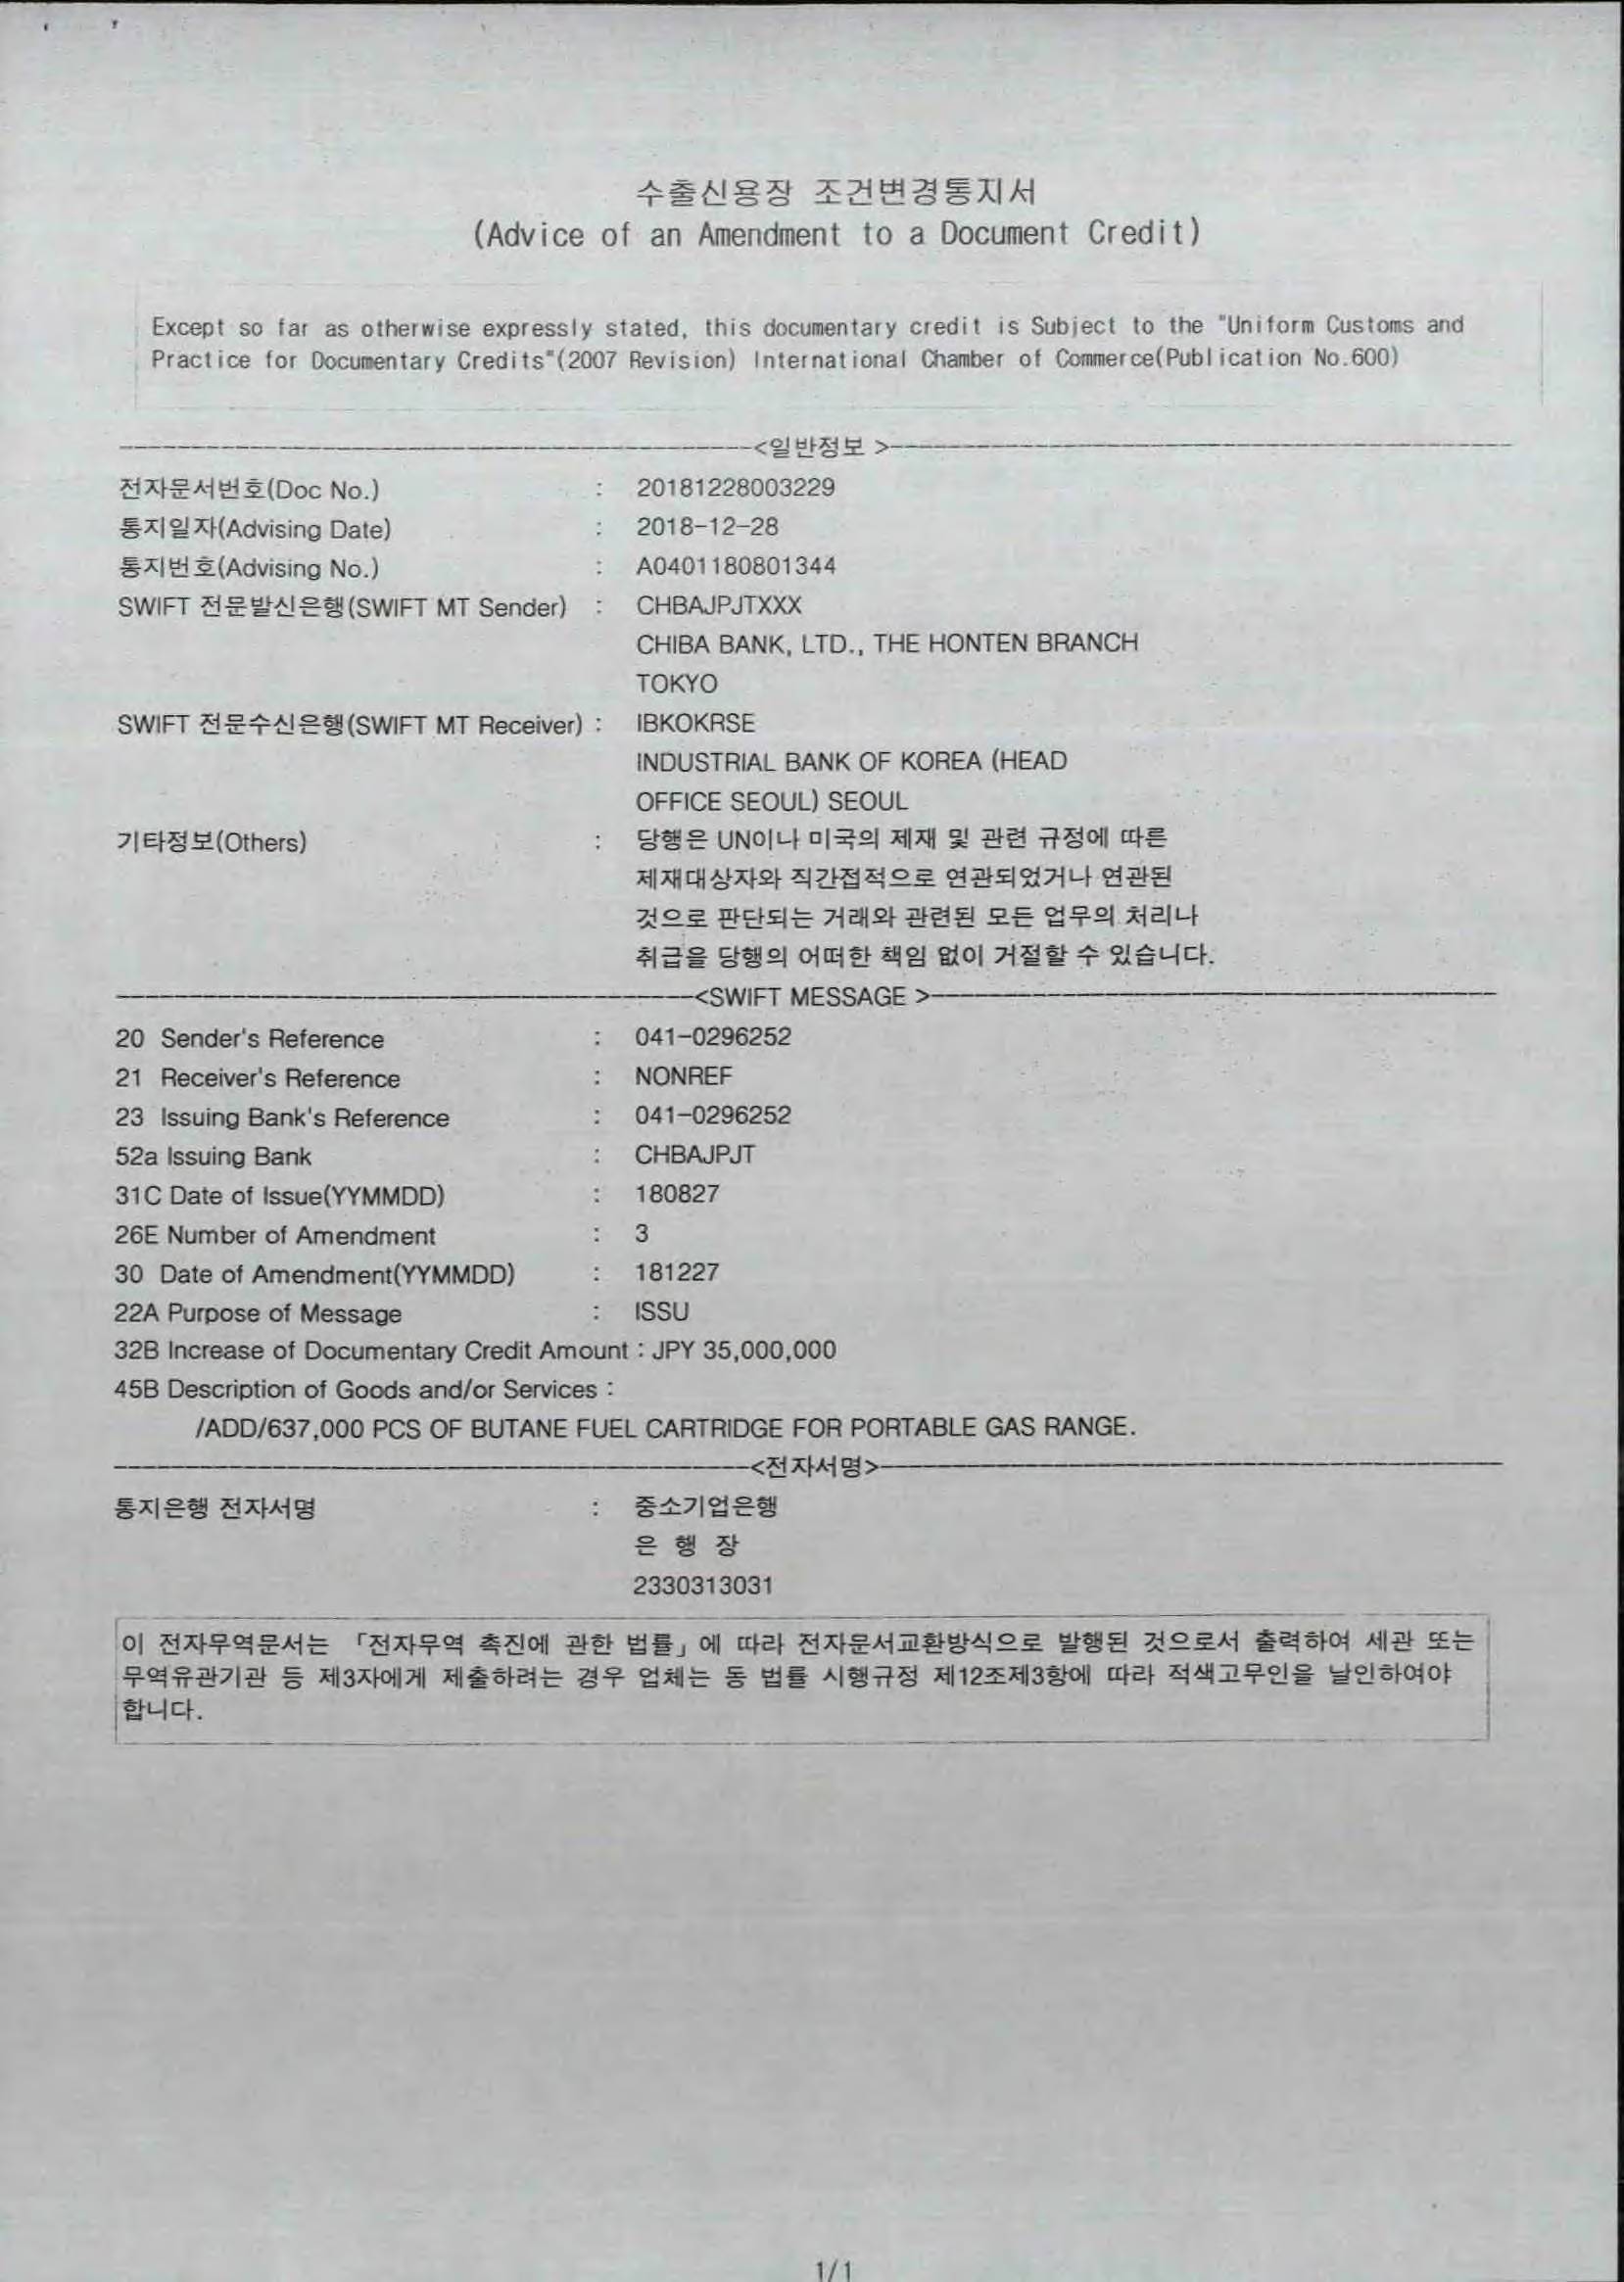 수출신용장 조건변경통지서
(Advice of an Amendment to a Document Credit)
Except so far as otherwise expressly stated, this documentary credit is Subject to the "Uniform Customs and
Practice for Documentary Credits"(2007 Revision) International Chamber of Commerce(Publication No.600)
<일반정보 >
전자문서번호(Doc No.) : 20181228003229
통지일자(Advising Date) : 2018-12-28
통지번호(Advising No.) : A0401180801344
SWIFT 전문발신은행(SWIFT MT Sender) : CHBAJPJTXXX
CHIBA BANK, LTD., THE HONTEN BRANCH
TOKYO
SWIFT 전문수신은행(SWIFT MT Receiver) : IBKOKRSE
INDUSTRIAL BANK OF KOREA (HEAD
OFFICE SEOUL) SEOUL
기타정보(Others) : 당행은 UN이나 미국의 제재 및 관련 규정에 따른
제재대상자와 직간접적으로 연관되었거나 연관된
것으로 판단되는 거래와 관련된 모든 업무의 처리나
취급을 당행의 어떠한 책임 없이 거절할 수 있습니다.
<SWIFT MESSAGE >
20 Sender's Reference : 041-0296252
21 Receiver's Reference : NONREF
23 Issuing Bank's Reference : 041-0296252
52a Issuing Bank : CHBAJPJT
31C Date of Issue(YYMMDD) : 180827
26E Number of Amendment : 3
30 Date of Amendment(YYMMDD) : 181227
22A Purpose of Message : ISSU
32B Increase of Documentary Credit Amount : JPY 35,000,000
45B Description of Goods and/or Services :
/ADD/637,000 PCS OF BUTANE FUEL CARTRIDGE FOR PORTABLE GAS RANGE.
<전자서명>
통지은행 전자서명 : 중소기업은행
은 행 장
2330313031
이 전자무역문서는 「전자무역 촉진에 관한 법률」에 따라 전자문서교환방식으로 발행된 것으로서 출력하여 세관 또는
무역유관기관 등 제3자에게 제출하려는 경우 업체는 동 법률 시행규정 제12조제3항에 따라 적색고무인을 날인하여야
합니다.
1/1